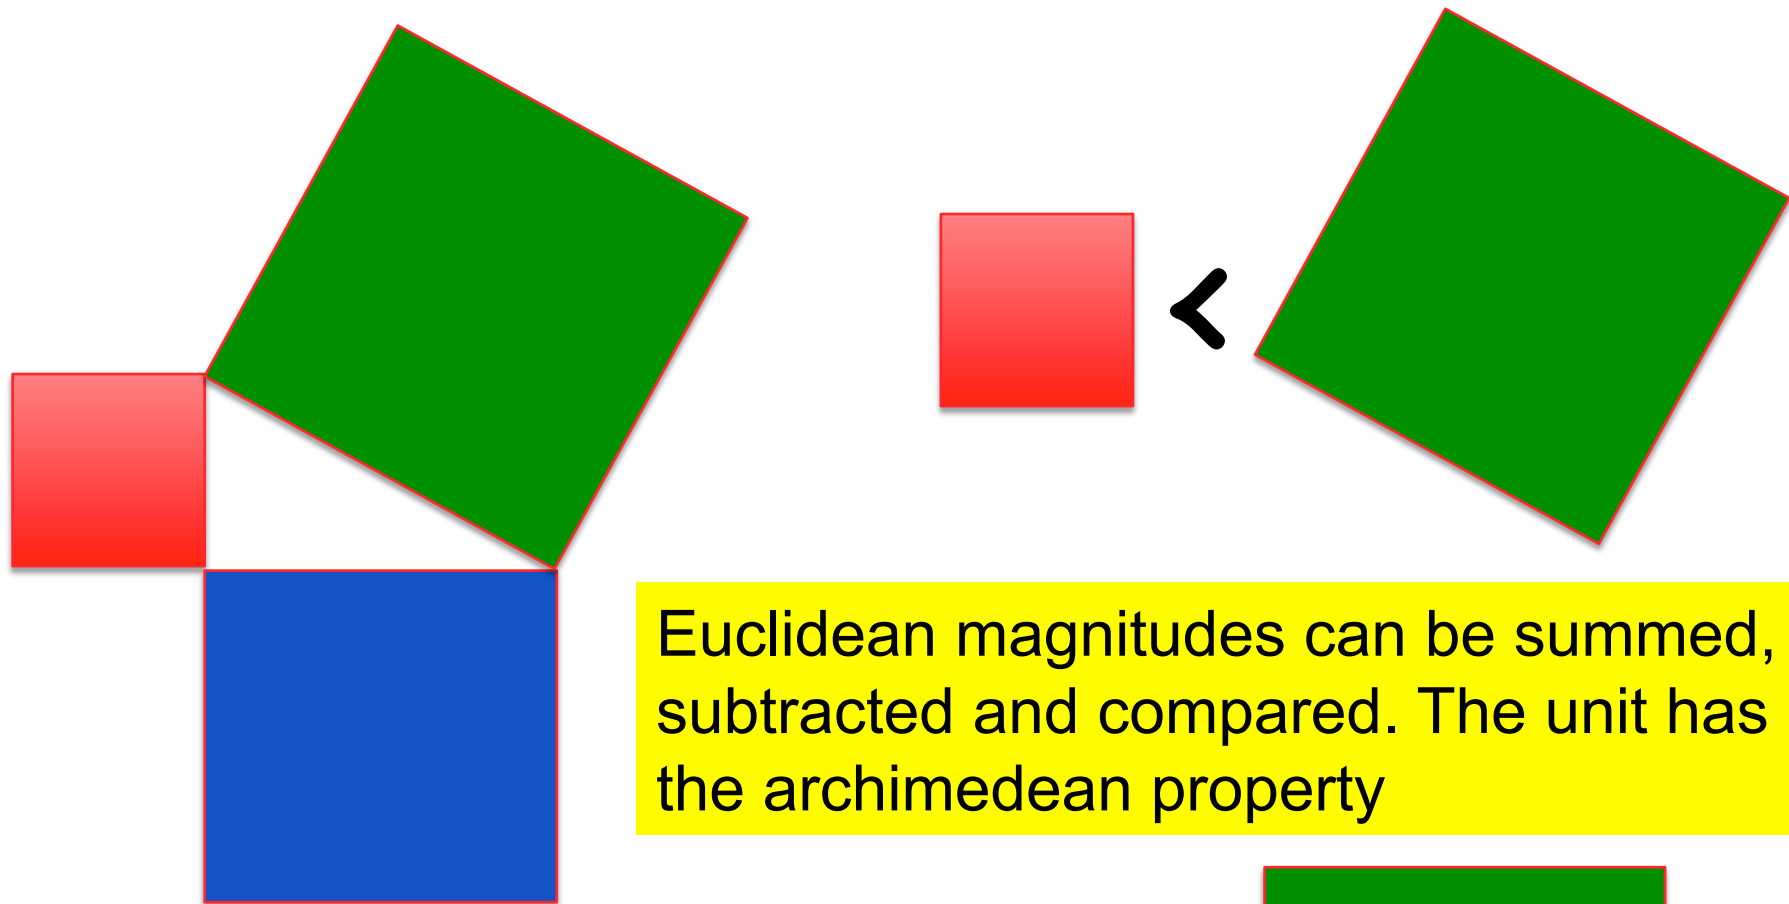 <
Euclidean magnitudes can be summed,
subtracted and compared. The unit has
the archimedean property